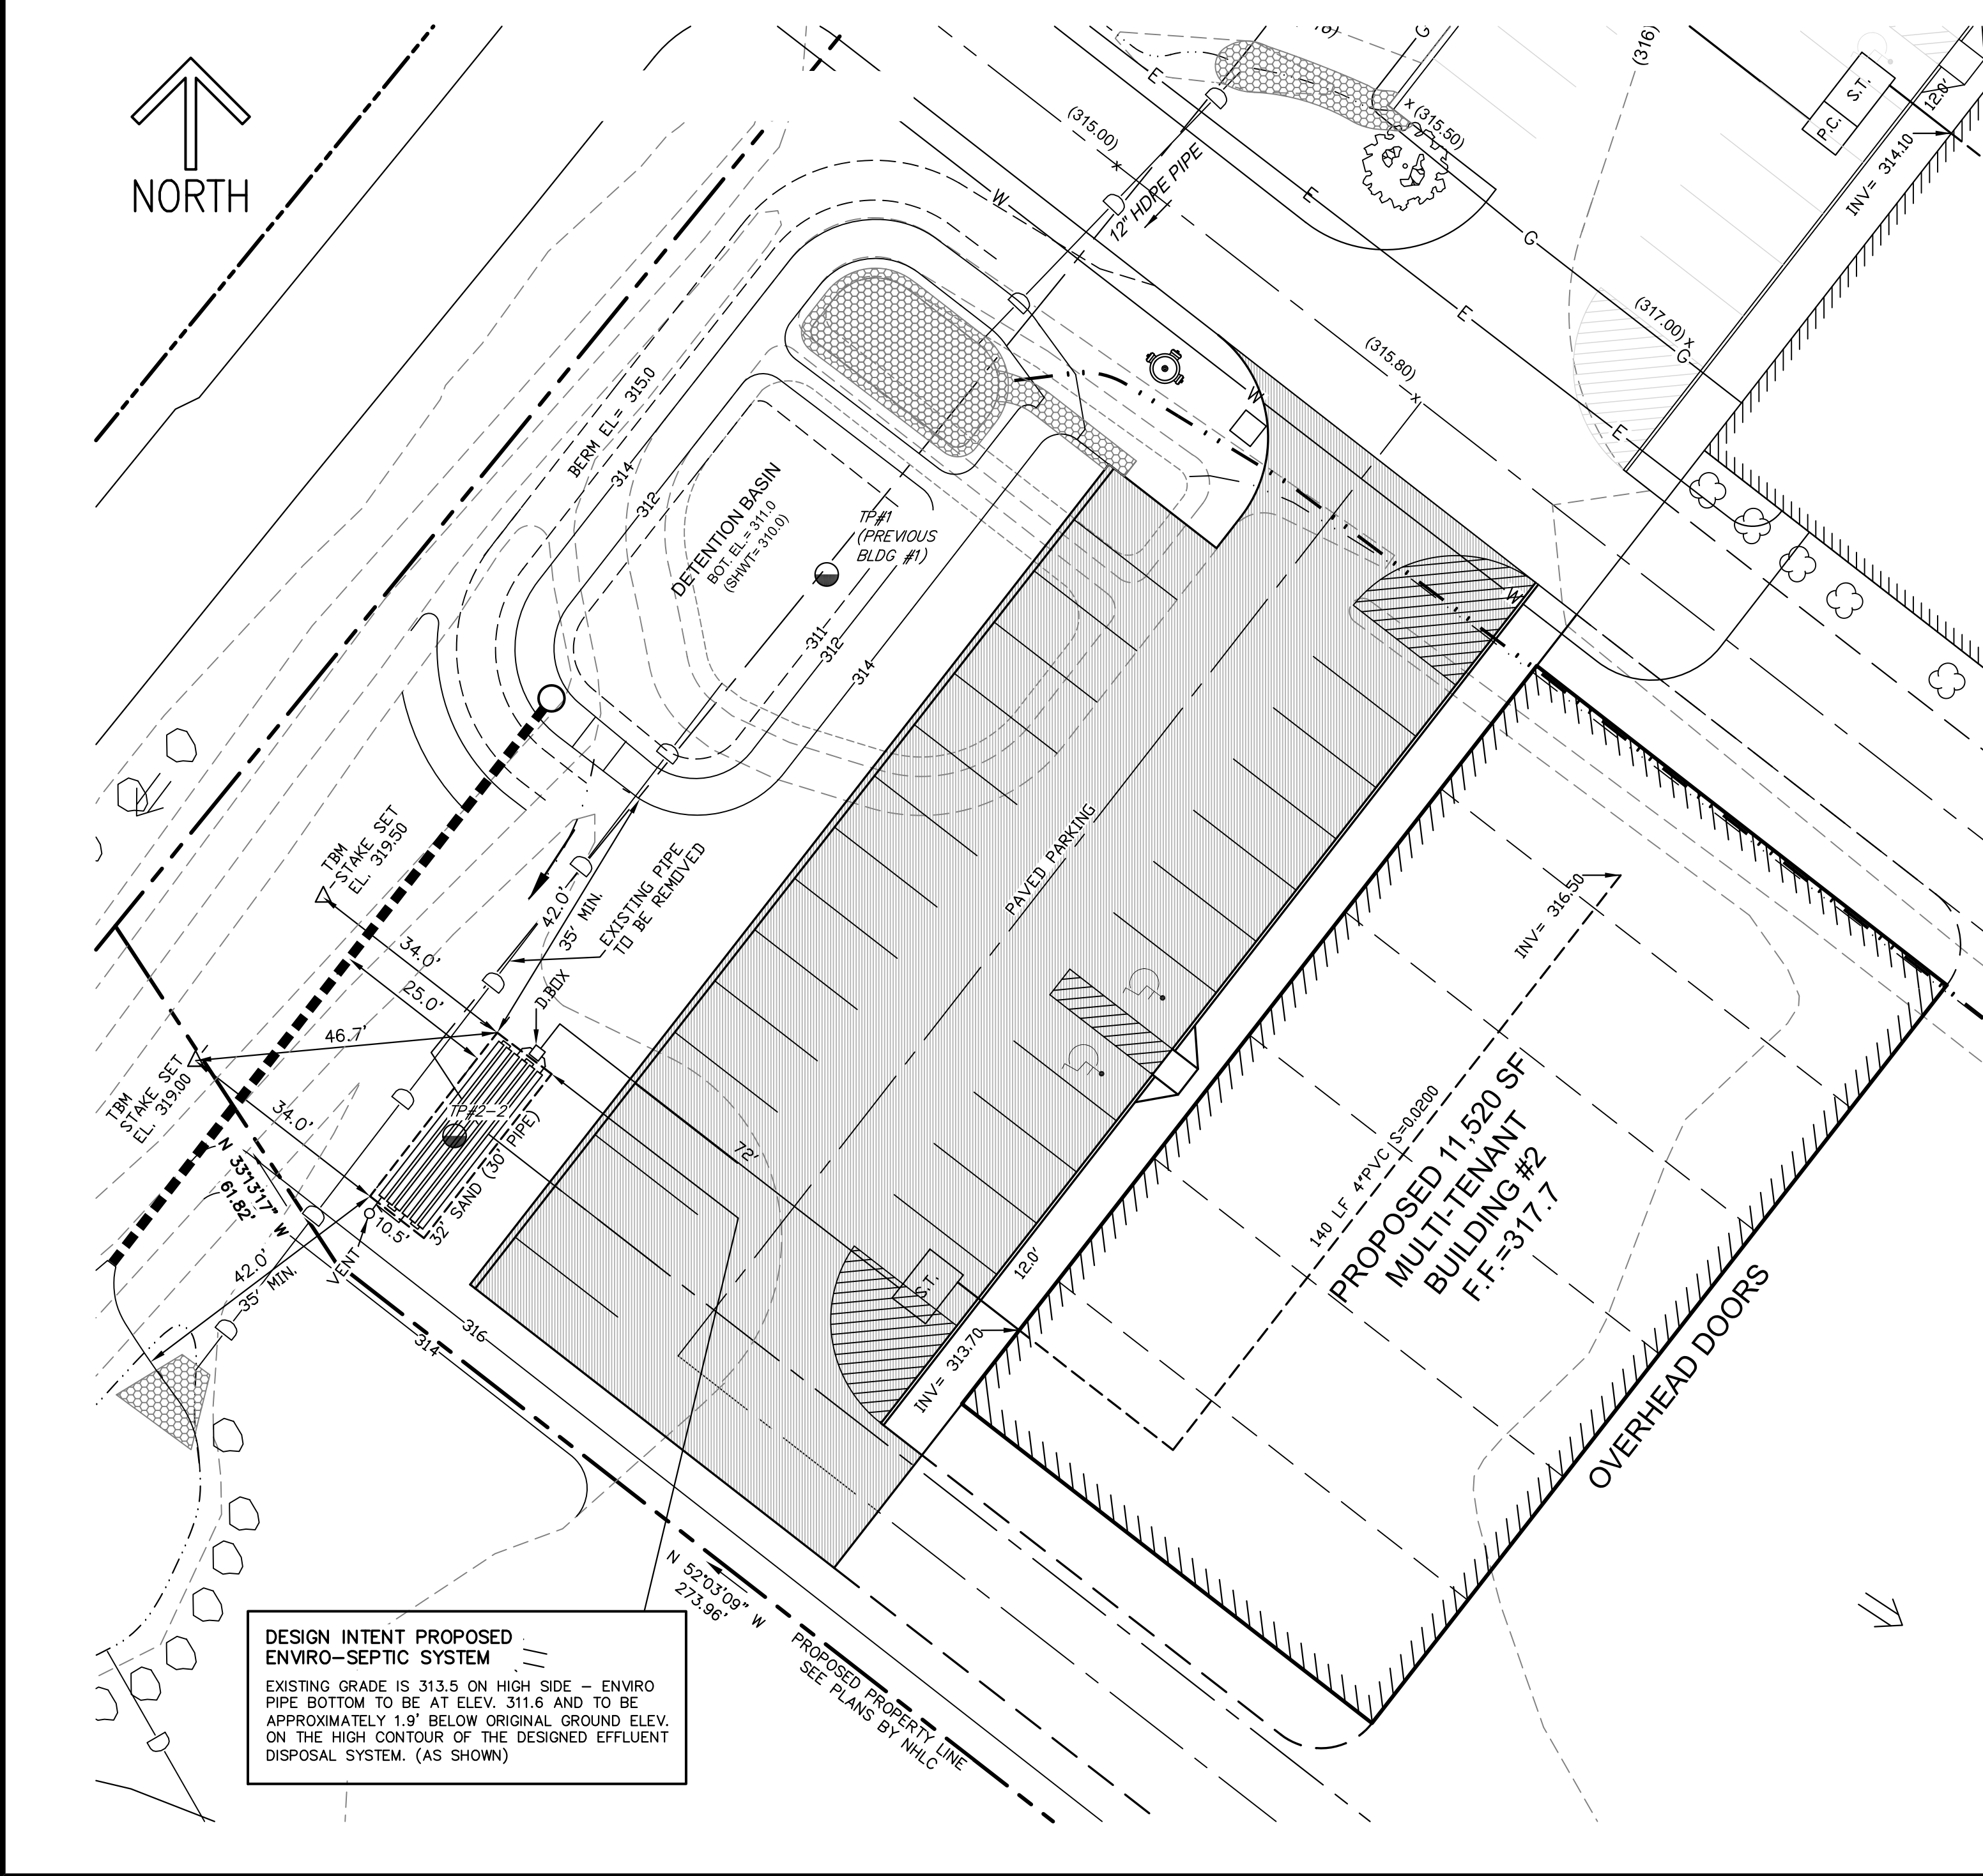 NORTH
(315.00)
x
12" HDPE PIPE
x (315.50)
(316)
S.T.
P.C.
12.0'
INV= 314.10
G
E
W
E
G
E
(317.00) x
G
(315.80)
x
W
E
W
BERM EL= 315.0
314
312
DETENTION BASIN
BOT. EL.= 311.0
(SHWT= 310.0)
TP#1
(PREVIOUS
BLDG #1)
311
312
314
TBM
STAKE SET
EL. 319.50
42.0'
35' MIN.
EXISTING PIPE
TO BE REMOVED
34.0'
25.0'
D.BOX
46.7'
TBM
STAKE SET
EL. 319.00
34.0'
TP#2-2
32' SAND (30' PIPE)
10.5'
VENT
N 33°13'17" W
61.82'
42.0'
35' MIN.
72'
PAVED PARKING
316
314
S.T.
12.0'
INV= 313.70
INV= 316.50
140 LF 4"PVC S=0.0200
PROPOSED 11,520 SF
MULTI-TENANT
BUILDING #2
F.F.=317.7
OVERHEAD DOORS
N 52°03'09" W
273.96'
PROPOSED PROPERTY LINE
SEE PLANS BY NHLC
DESIGN INTENT PROPOSED
ENVIRO-SEPTIC SYSTEM
EXISTING GRADE IS 313.5 ON HIGH SIDE - ENVIRO
PIPE BOTTOM TO BE AT ELEV. 311.6 AND TO BE
APPROXIMATELY 1.9' BELOW ORIGINAL GROUND ELEV.
ON THE HIGH CONTOUR OF THE DESIGNED EFFLUENT
DISPOSAL SYSTEM. (AS SHOWN)